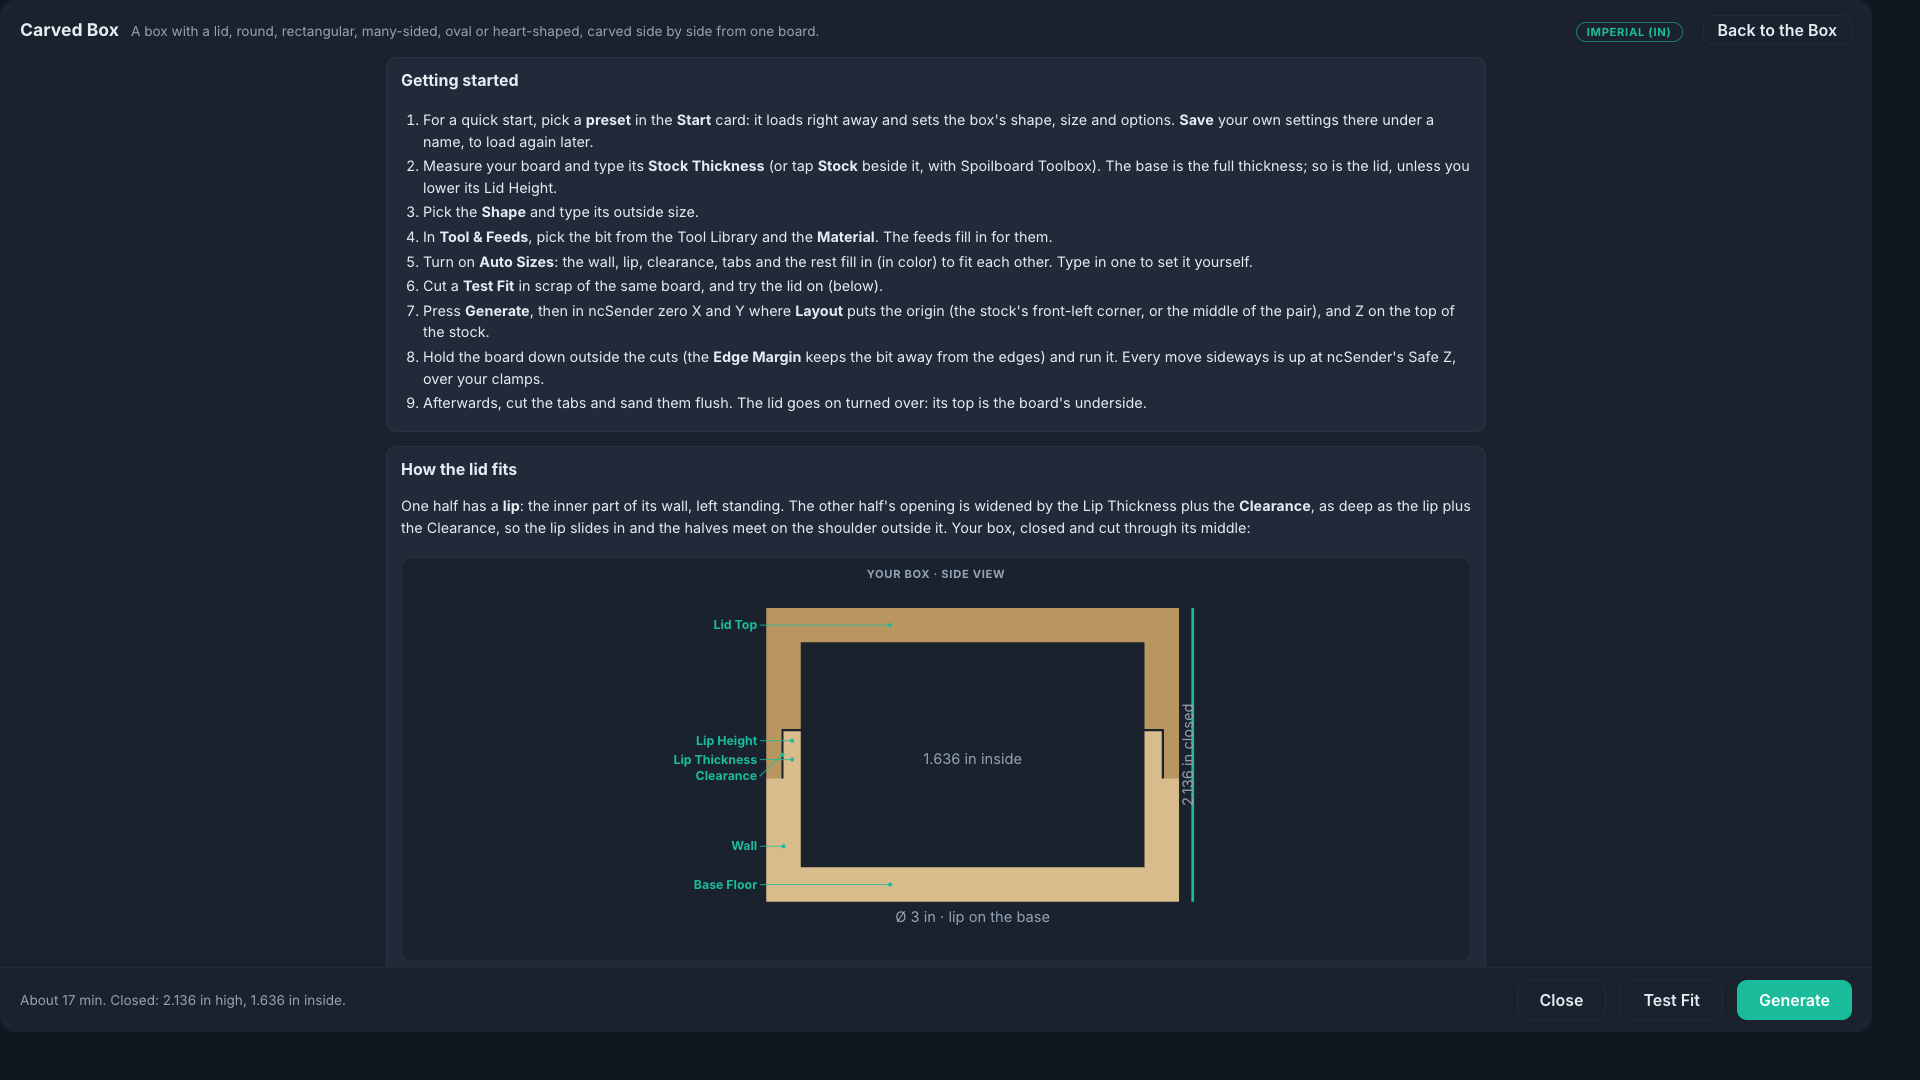 Carved Box
A box with a lid, round, rectangular, many-sided, oval or heart-shaped, carved side by side from one board.
IMPERIAL (IN)
Back to the Box
Getting started
1. For a quick start, pick a preset in the Start card: it loads right away and sets the box's shape, size and options. Save your own settings there under a
name, to load again later.
2. Measure your board and type its Stock Thickness (or tap Stock beside it, with Spoilboard Toolbox). The base is the full thickness; so is the lid, unless you
lower its Lid Height.
3. Pick the Shape and type its outside size.
4. In Tool & Feeds, pick the bit from the Tool Library and the Material. The feeds fill in for them.
5. Turn on Auto Sizes: the wall, lip, clearance, tabs and the rest fill in (in color) to fit each other. Type in one to set it yourself.
6. Cut a Test Fit in scrap of the same board, and try the lid on (below).
7. Press Generate, then in ncSender zero X and Y where Layout puts the origin (the stock's front-left corner, or the middle of the pair), and Z on the top of
the stock.
8. Hold the board down outside the cuts (the Edge Margin keeps the bit away from the edges) and run it. Every move sideways is up at ncSender's Safe Z,
over your clamps.
9. Afterwards, cut the tabs and sand them flush. The lid goes on turned over: its top is the board's underside.
How the lid fits
One half has a lip: the inner part of its wall, left standing. The other half's opening is widened by the Lip Thickness plus the Clearance, as deep as the lip plus
the Clearance, so the lip slides in and the halves meet on the shoulder outside it. Your box, closed and cut through its middle:
YOUR BOX · SIDE VIEW
Lid Top
Lip Height
Lip Thickness
Clearance
Wall
Base Floor
1.636 in inside
2.136 in closed
Ø 3 in · lip on the base
About 17 min. Closed: 2.136 in high, 1.636 in inside.
Close
Test Fit
Generate